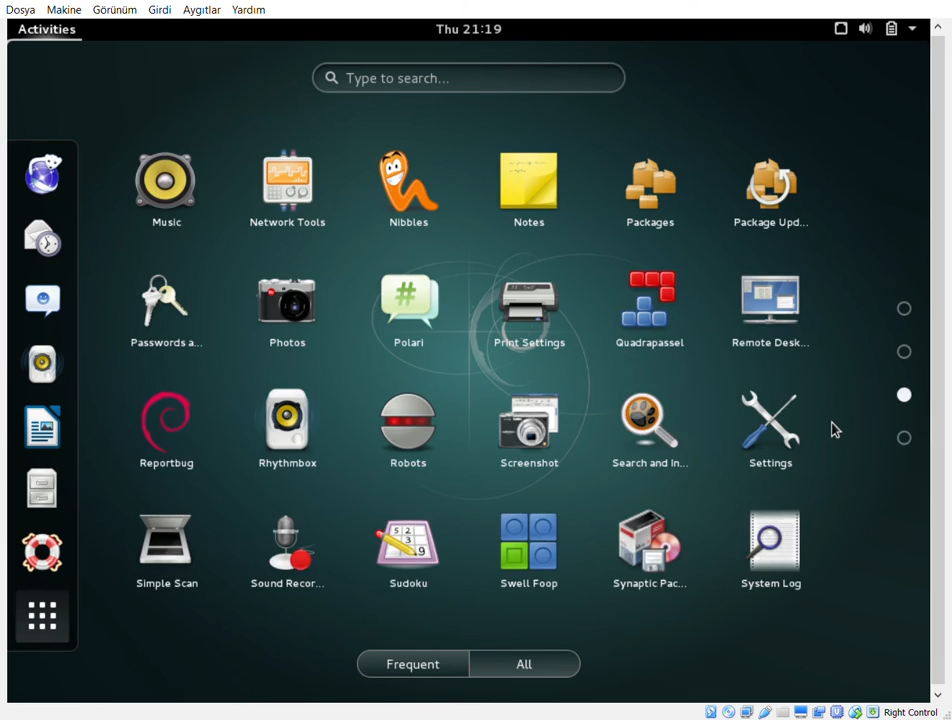 Dosya Makine Görünüm Girdi Aygıtlar Yardım
Activities Thu 21:19
Type to search...
Music Network Tools Nibbles Notes Packages Package Upd...
Passwords a... Photos Polari Print Settings Quadrapassel Remote Desk...
Reportbug Rhythmbox Robots Screenshot Search and In... Settings
Simple Scan Sound Recor... Sudoku Swell Foop Synaptic Pac... System Log
Frequent All
Right Control